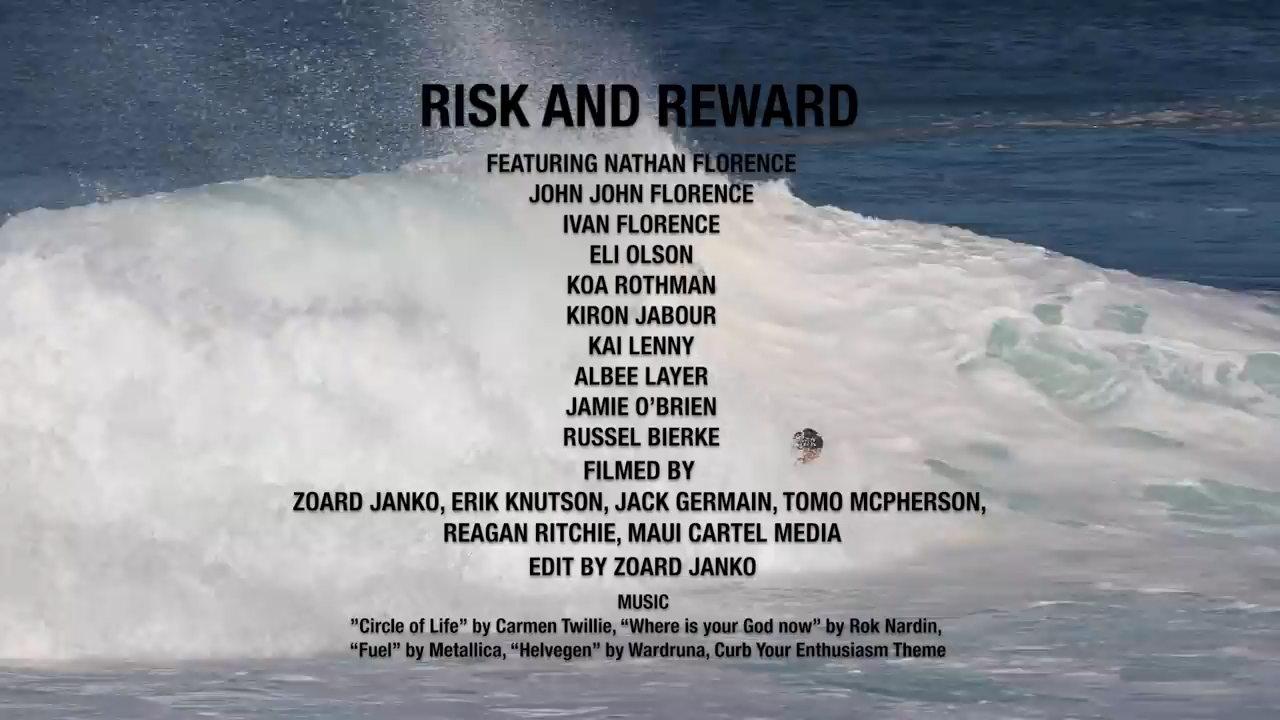 RISK AND REWARD
FEATURING NATHAN FLORENCE
JOHN JOHN FLORENCE
IVAN FLORENCE
ELI OLSON
KOA ROTHMAN
KIRON JABOUR
KAI LENNY
ALBEE LAYER
JAMIE O’BRIEN
RUSSEL BIERKE
FILMED BY
ZOARD JANKO, ERIK KNUTSON, JACK GERMAIN, TOMO MCPHERSON,
REAGAN RITCHIE, MAUI CARTEL MEDIA
EDIT BY ZOARD JANKO
MUSIC
”Circle of Life” by Carmen Twillie, “Where is your God now” by Rok Nardin,
“Fuel” by Metallica, “Helvegen” by Wardruna, Curb Your Enthusiasm Theme